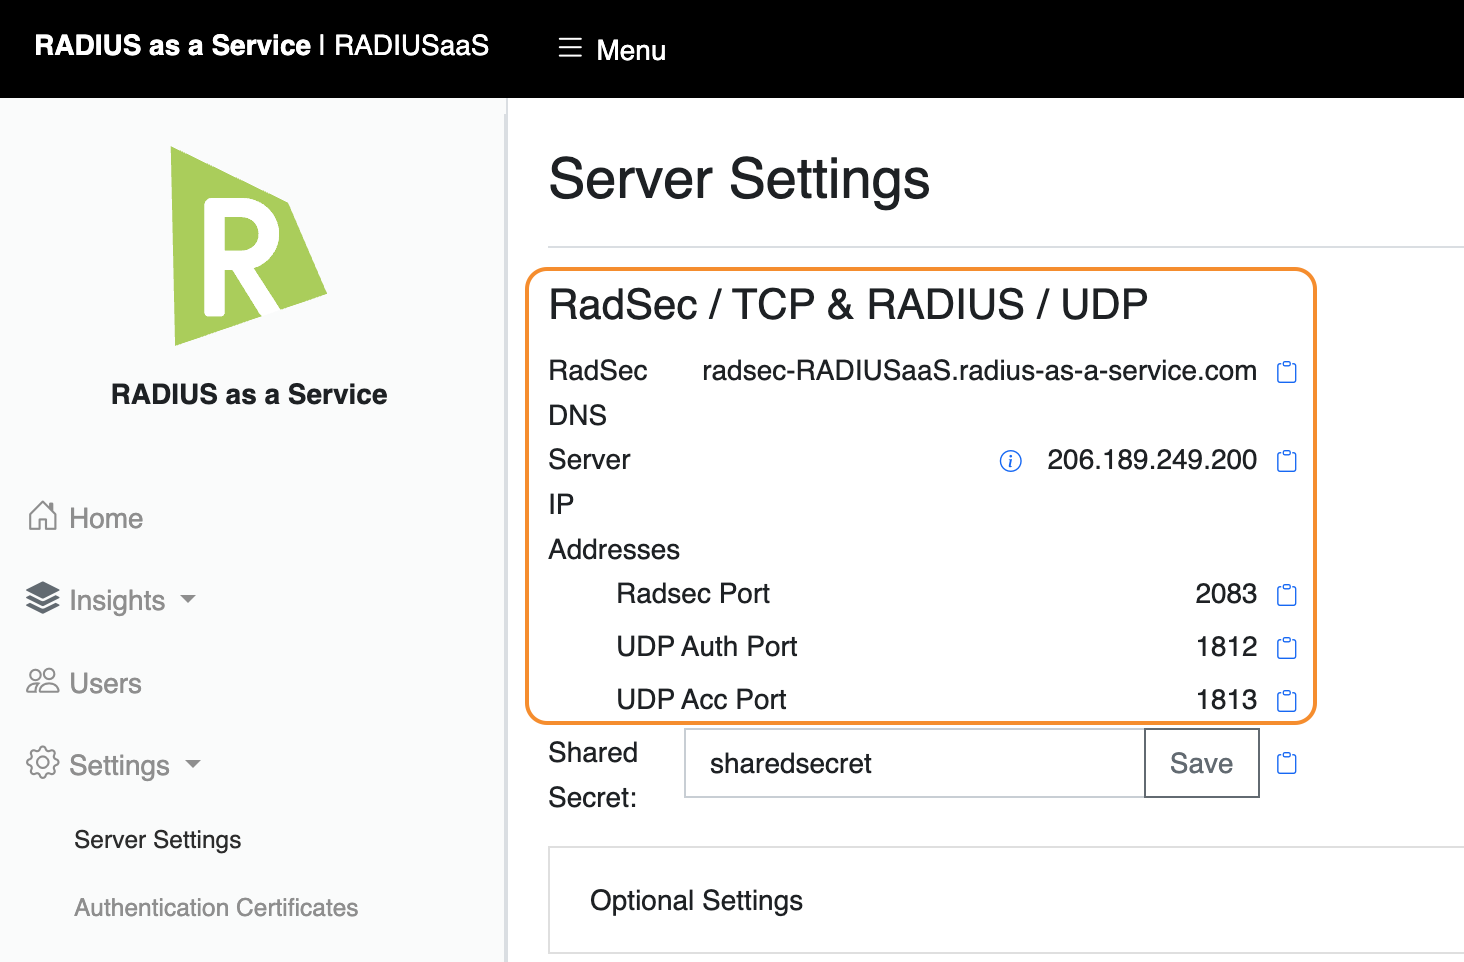 RADIUS as a Service | RADIUSaaS
Menu
R
RADIUS as a Service
Home
Insights
Users
Settings
Server Settings
Authentication Certificates
Server Settings
RadSec / TCP & RADIUS / UDP
RadSec DNS radsec-RADIUSaaS.radius-as-a-service.com
Server IP Addresses 206.189.249.200
Radsec Port 2083
UDP Auth Port 1812
UDP Acc Port 1813
Shared Secret: sharedsecret Save
Optional Settings